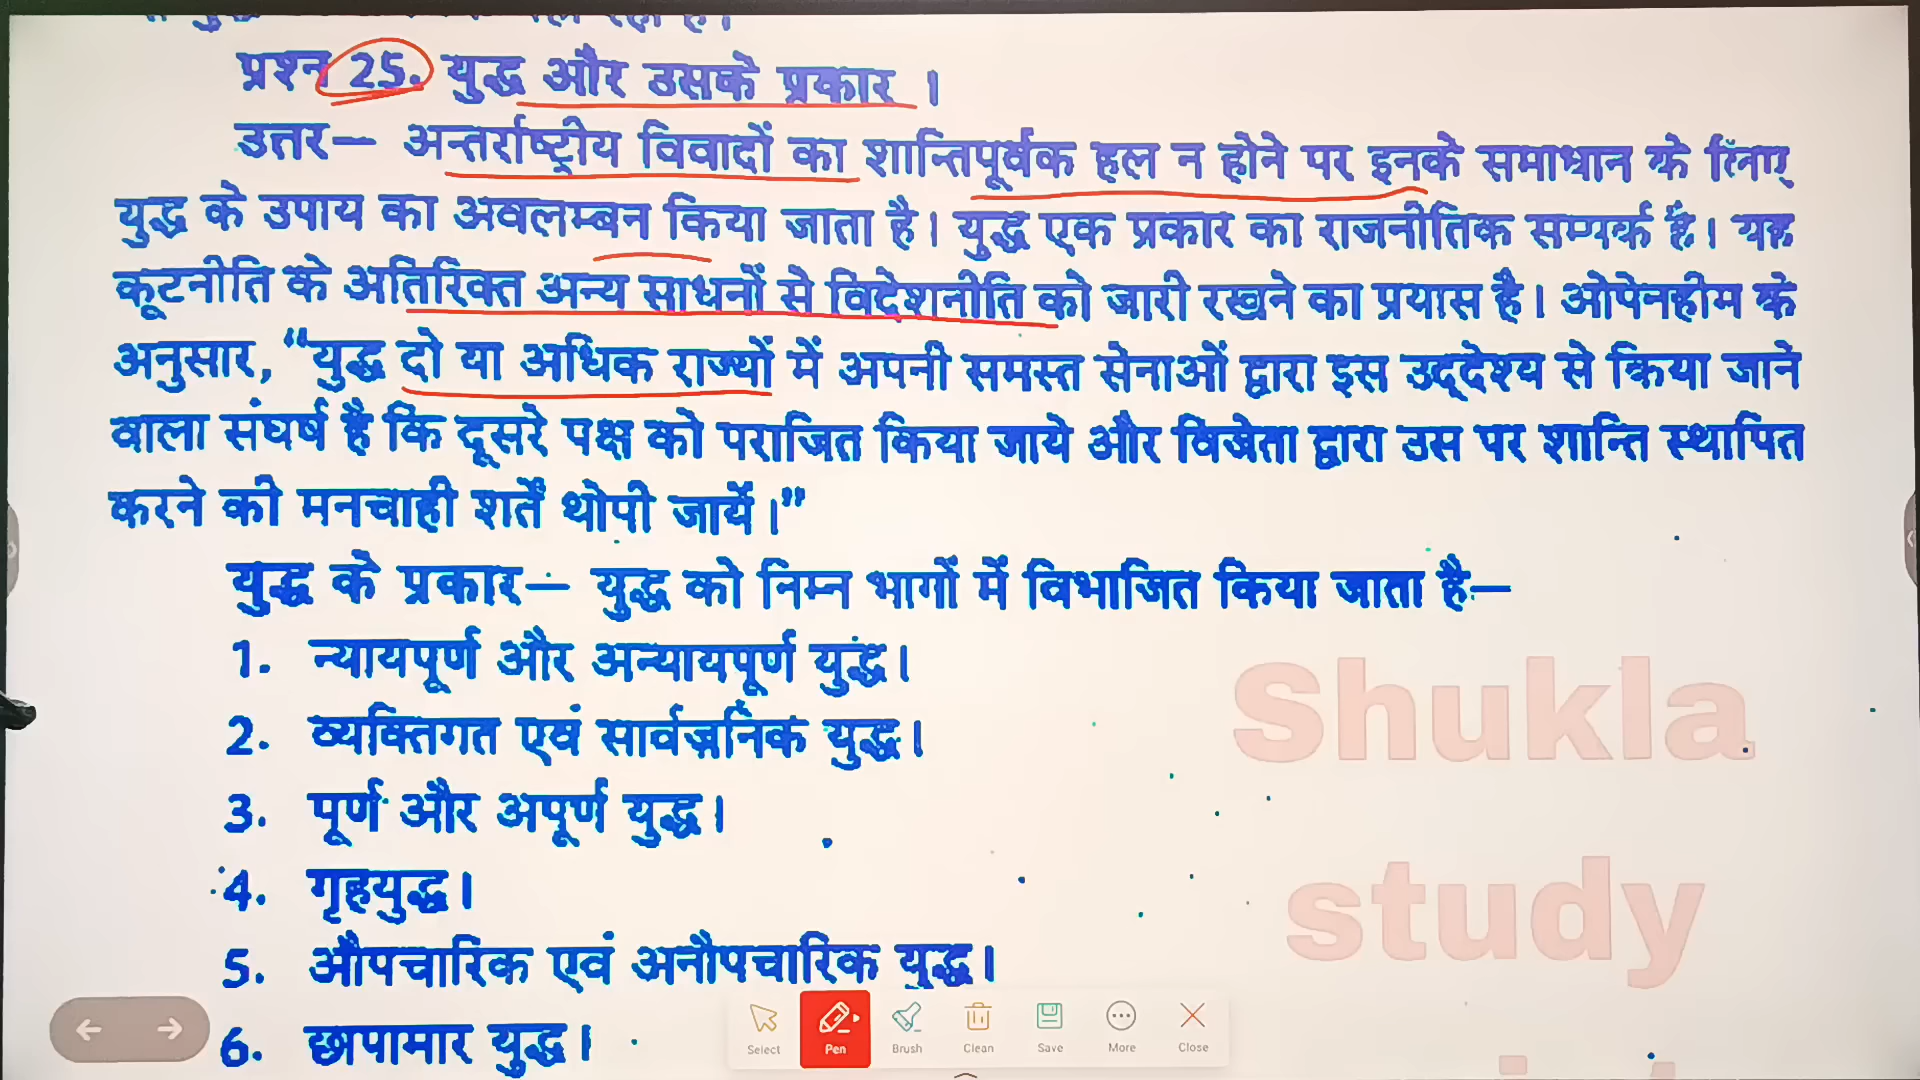 प्रश्न 25. युद्ध और उसके प्रकार ।
उत्तर— अन्तर्राष्ट्रीय विवादों का शान्तिपूर्वक हल न होने पर इनके समाधान के लिए
युद्ध के उपाय का अवलम्बन किया जाता है। युद्ध एक प्रकार का राजनीतिक सम्पर्क है। यह
कूटनीति के अतिरिक्त अन्य साधनों से विदेशनीति को जारी रखने का प्रयास है। ओपेनहीम के
अनुसार, “युद्ध दो या अधिक राज्यों में अपनी समस्त सेनाओं द्वारा इस उद्देश्य से किया जाने
वाला संघर्ष है कि दूसरे पक्ष को पराजित किया जाये और विजेता द्वारा उस पर शान्ति स्थापित
करने की मनचाही शर्तें थोपी जायें।”
युद्ध के प्रकार— युद्ध को निम्न भागों में विभाजित किया जाता है—
1. न्यायपूर्ण और अन्यायपूर्ण युद्ध।
2. व्यक्तिगत एवं सार्वजनिक युद्ध।
3. पूर्ण और अपूर्ण युद्ध।
4. गृहयुद्ध।
5. औपचारिक एवं अनौपचारिक युद्ध।
6. छापामार युद्ध।
Shukla
study
Select Pen Brush Clean Save More Close